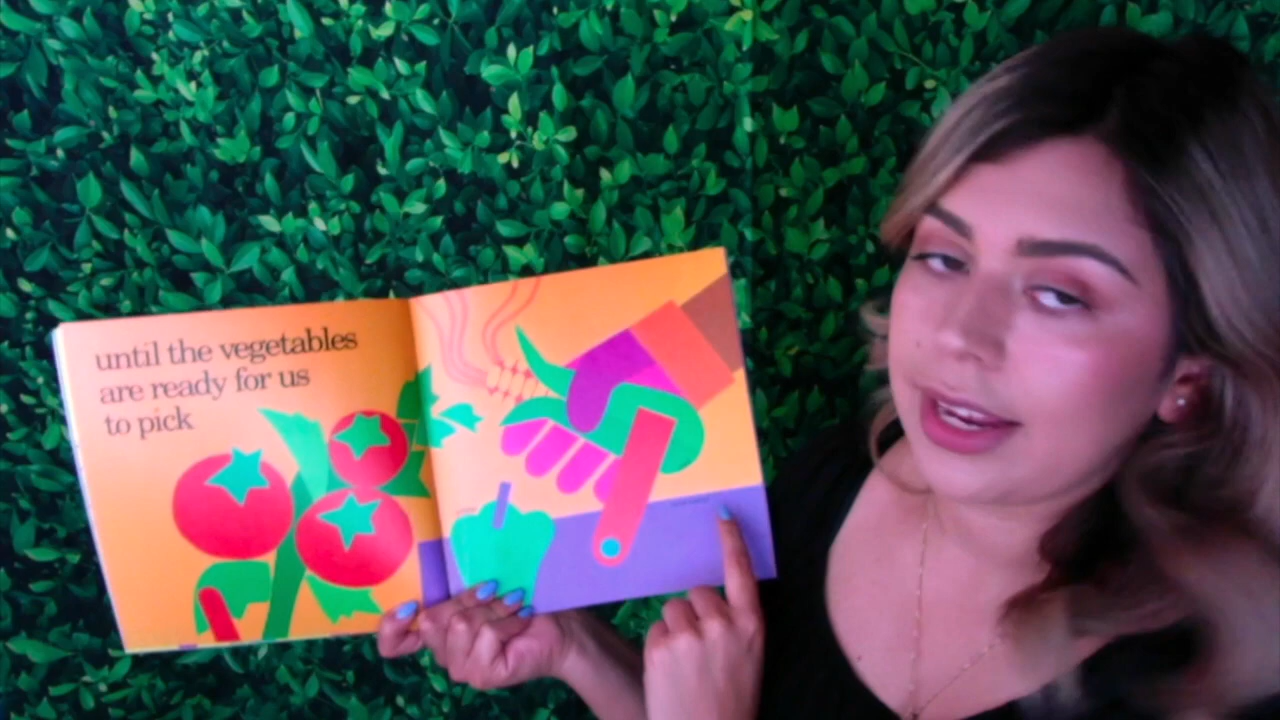 until the vegetables
are ready for us
to pick